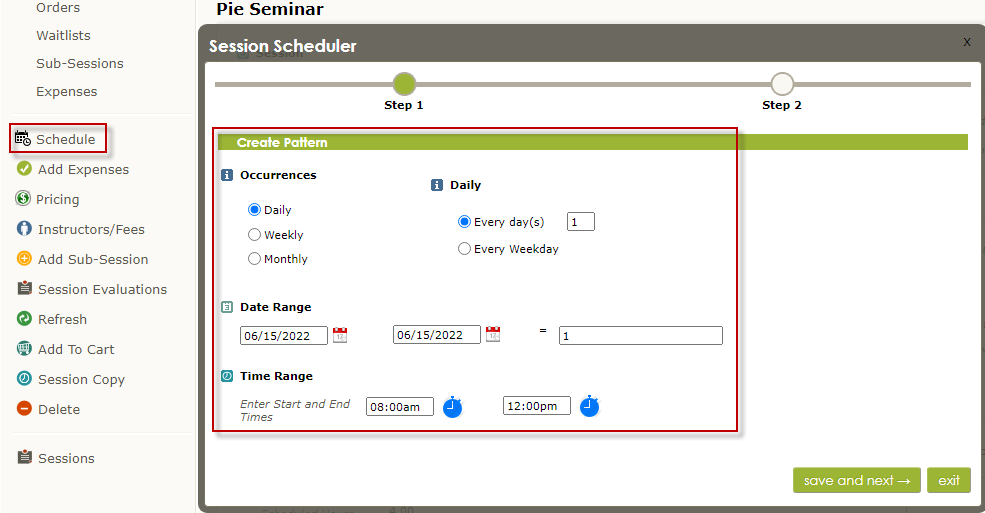 Orders
Waitlists
Sub-Sessions
Expenses
Schedule
Add Expenses
Pricing
Instructors/Fees
Add Sub-Session
Session Evaluations
Refresh
Add To Cart
Session Copy
Delete
Sessions
Pie Seminar
Session Scheduler
X
Step 1
Step 2
Create Pattern
Occurrences
Daily
Weekly
Monthly
Daily
Every day(s) 1
Every Weekday
Date Range
06/15/2022 06/15/2022 = 1
Time Range
Enter Start and End
Times
08:00am 12:00pm
save and next → exit